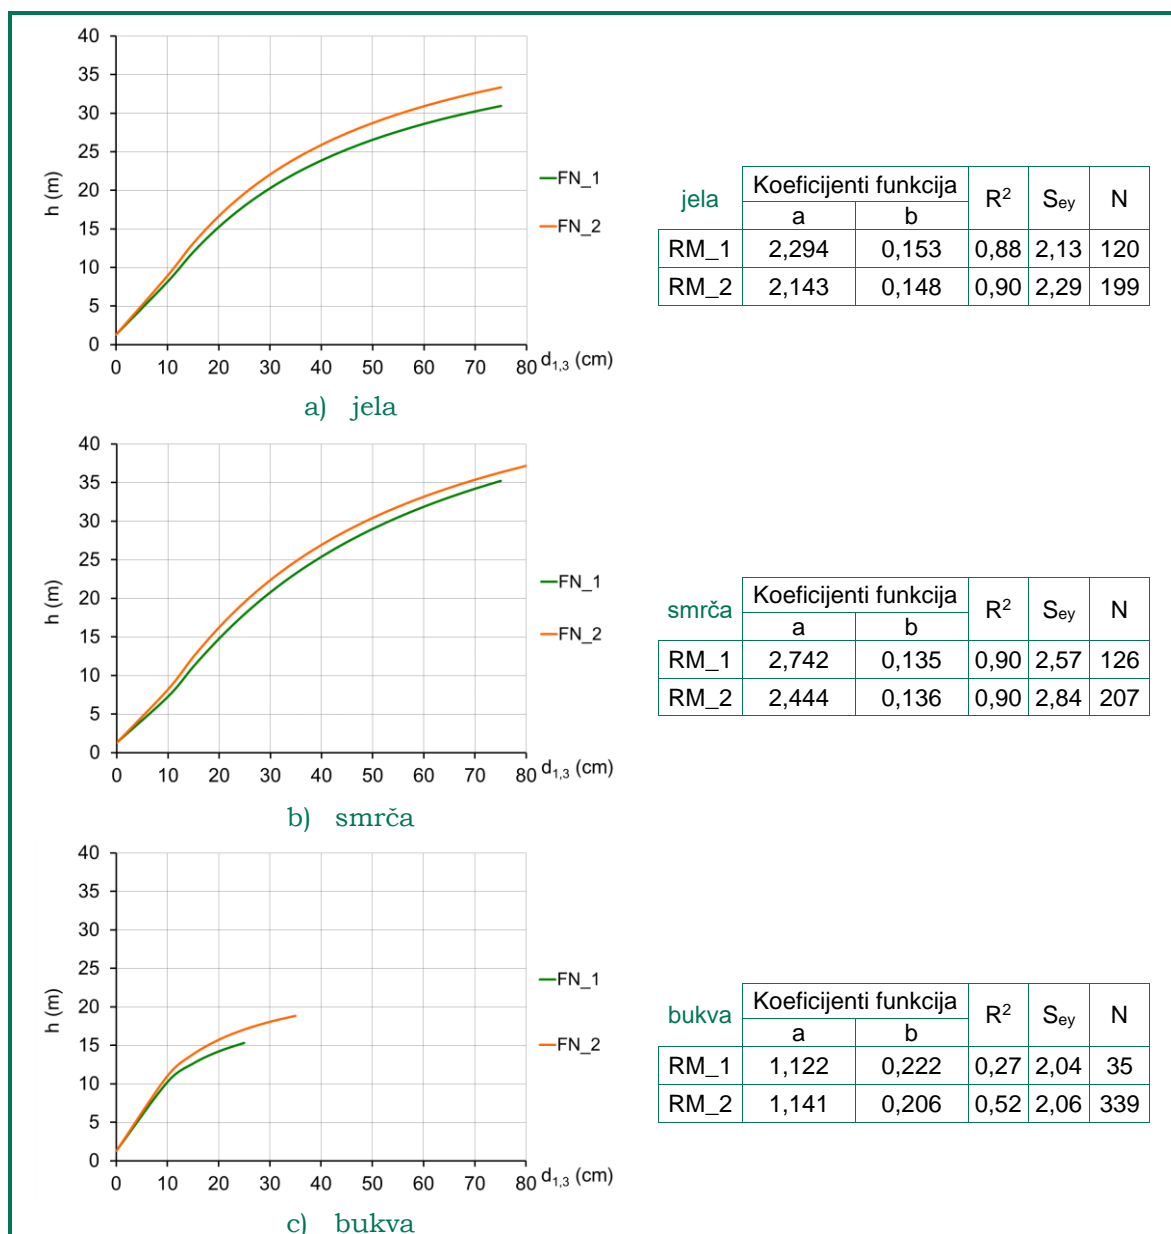 40
35
30
25
20
15
10
5
0
h (m)
0 10 20 30 40 50 60 70 80 d1,3 (cm)
FN_1
FN_2
jela Koeficijenti funkcija R² Sey N
a b
RM_1 2,294 0,153 0,88 2,13 120
RM_2 2,143 0,148 0,90 2,29 199
a) jela
40
35
30
25
20
15
10
5
0
h (m)
0 10 20 30 40 50 60 70 80 d1,3 (cm)
FN_1
FN_2
smrča Koeficijenti funkcija R² Sey N
a b
RM_1 2,742 0,135 0,90 2,57 126
RM_2 2,444 0,136 0,90 2,84 207
b) smrča
40
35
30
25
20
15
10
5
0
h (m)
0 10 20 30 40 50 60 70 80 d1,3 (cm)
FN_1
FN_2
bukva Koeficijenti funkcija R² Sey N
a b
RM_1 1,122 0,222 0,27 2,04 35
RM_2 1,141 0,206 0,52 2,06 339
c) bukva